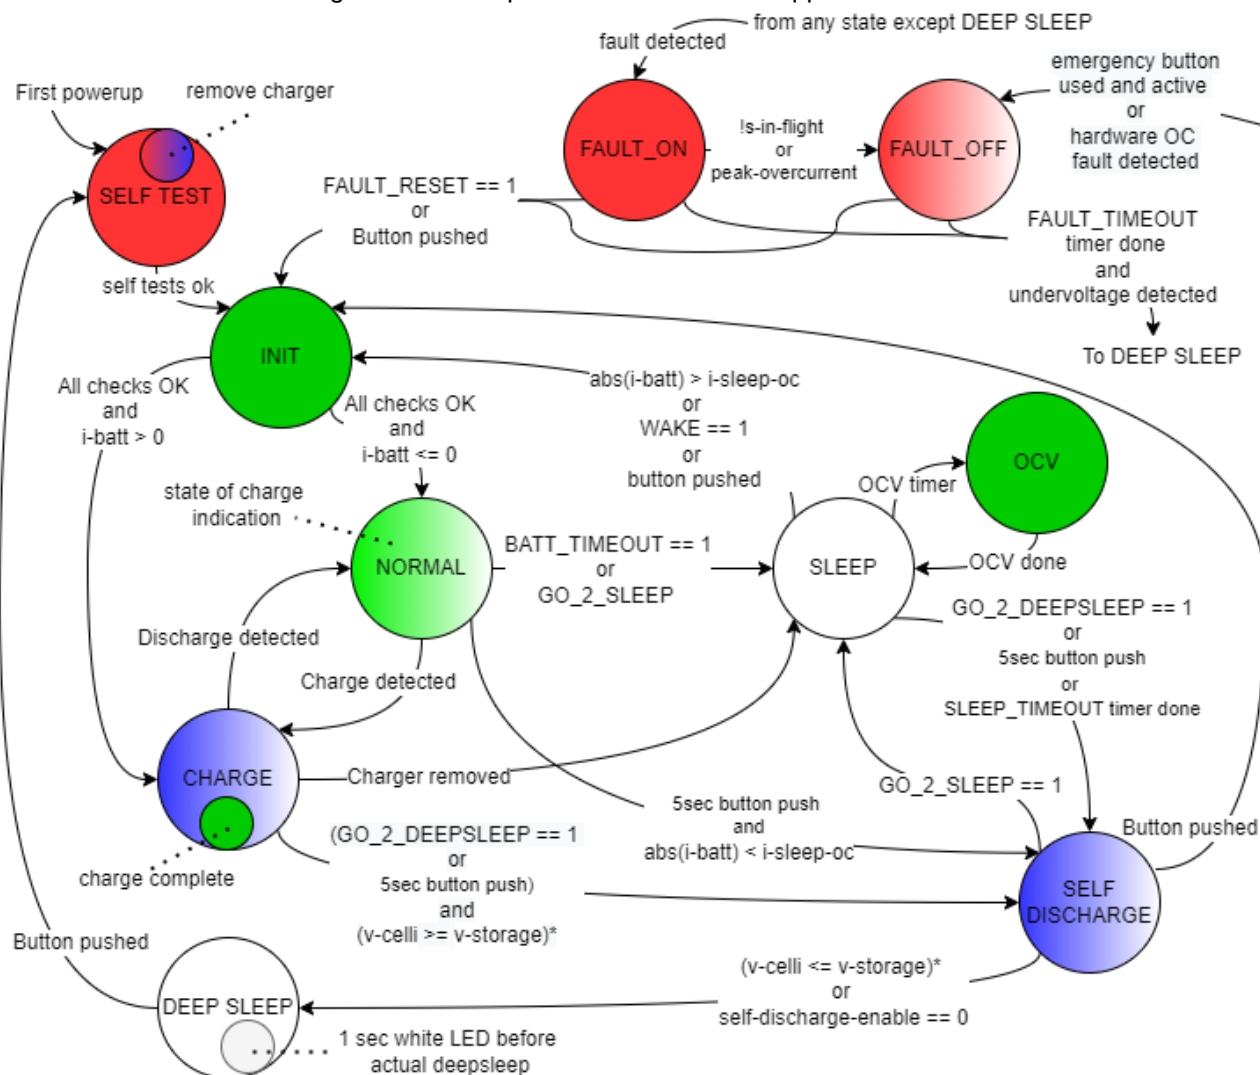 from any state except DEEP SLEEP
fault detected
emergency button
used and active
or
hardware OC
fault detected
First powerup
remove charger
SELF TEST
FAULT_ON
!s-in-flight
or
peak-overcurrent
FAULT_OFF
FAULT_RESET == 1
or
Button pushed
FAULT_TIMEOUT
timer done
and
undervoltage detected
To DEEP SLEEP
self tests ok
INIT
All checks OK
and
i-batt > 0
All checks OK
and
i-batt <= 0
abs(i-batt) > i-sleep-oc
or
WAKE == 1
or
button pushed
OCV
OCV timer
OCV done
state of charge
indication
NORMAL
BATT_TIMEOUT == 1
or
GO_2_SLEEP
SLEEP
GO_2_DEEPSLEEP == 1
or
5sec button push
or
SLEEP_TIMEOUT timer done
Discharge detected
Charge detected
CHARGE
Charger removed
GO_2_SLEEP == 1
5sec button push
and
abs(i-batt) < i-sleep-oc
Button pushed
(GO_2_DEEPSLEEP == 1
or
5sec button push)
and
(v-celli >= v-storage)*
charge complete
SELF
DISCHARGE
Button pushed
(v-celli <= v-storage)*
or
self-discharge-enable == 0
DEEP SLEEP
1 sec white LED before
actual deepsleep